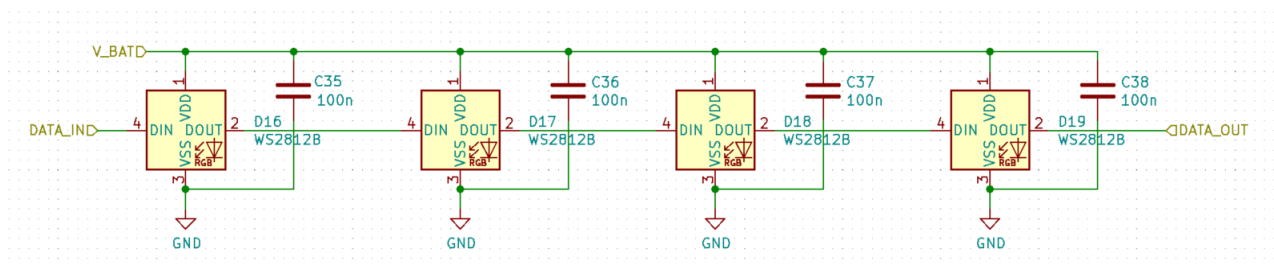 V_BAT
C35
100n
C36
100n
C37
100n
C38
100n
1
VDD
1
VDD
1
VDD
1
VDD
DATA_IN
4
DIN
DOUT
2
D16
WS2812B
4
DIN
DOUT
2
D17
WS2812B
4
DIN
DOUT
2
D18
WS2812B
4
DIN
DOUT
2
D19
WS2812B
DATA_OUT
VSS
RGB
3
VSS
RGB
3
VSS
RGB
3
VSS
RGB
3
GND
GND
GND
GND